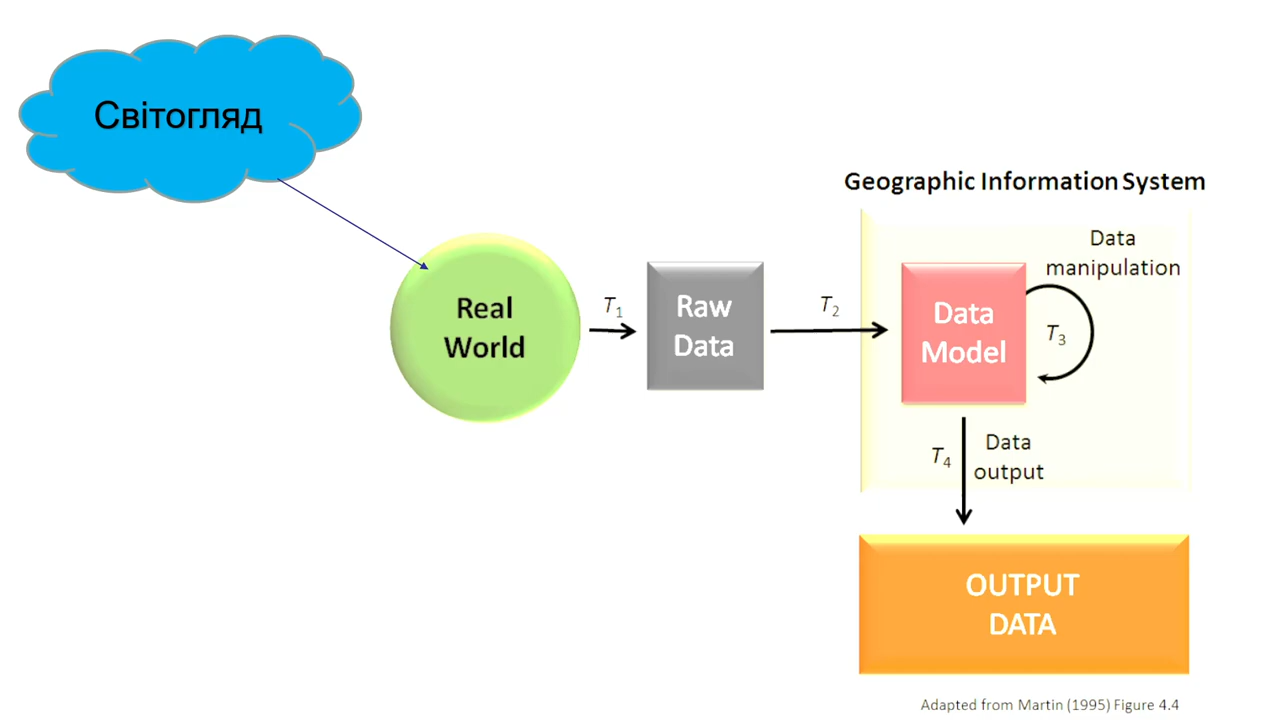 Світогляд
Geographic Information System
Data
manipulation
Real
World
T1
Raw
Data
T2
Data
Model
T3
T4
Data
output
OUTPUT
DATA
Adapted from Martin (1995) Figure 4.4